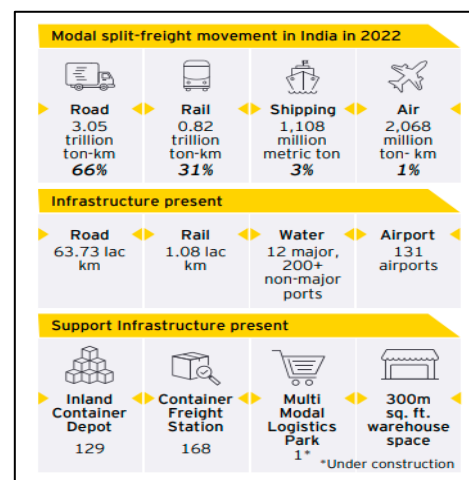 Modal split-freight movement in India in 2022
Road Rail Shipping Air
3.05 0.82 1,108 2,068
trillion trillion million million
ton-km ton-km metric ton ton- km
66% 31% 3% 1%
Infrastructure present
Road Rail Water Airport
63.73 lac 1.08 lac 12 major, 131
km km 200+ airports
non-major
ports
Support Infrastructure present
Inland Container Multi 300m
Container Freight Modal sq. ft.
Depot Station Logistics warehouse
Park space
129 168 1*
*Under construction